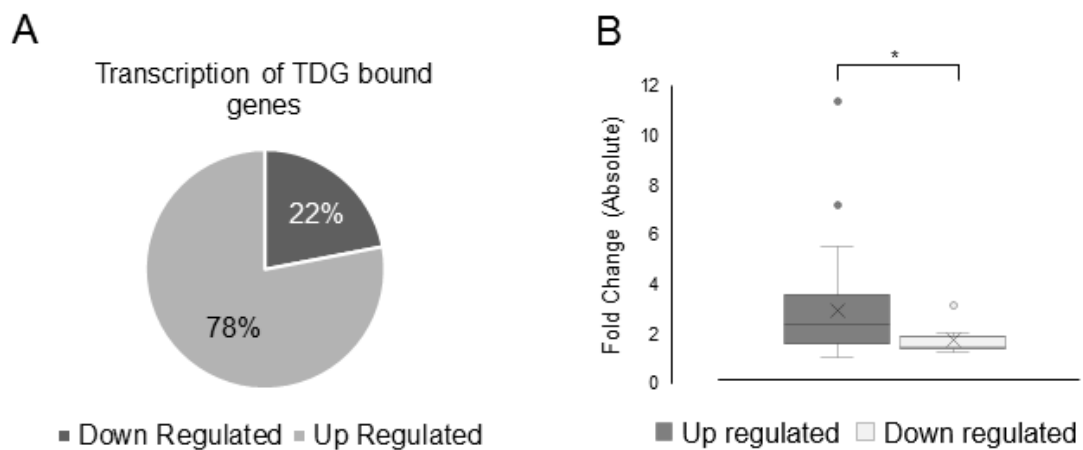 A
Transcription of TDG bound
genes
22%
78%
Down Regulated Up Regulated
B
*
Fold Change (Absolute)
12
10
8
6
4
2
0
Up regulated Down regulated